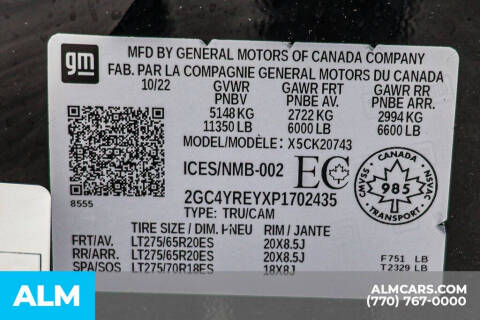 gm
MFD BY GENERAL MOTORS OF CANADA COMPANY
FAB. PAR LA COMPAGNIE GENERAL MOTORS DU CANADA
10/22 GVWR GAWR FRT GAWR RR
PNBV PNBE AV. PNBE ARR.
5148 KG 2722 KG 2994 KG
11350 LB 6000 LB 6600 LB
MODEL/MODÈLE: X5CK20743
ICES/NMB-002 EC
CANADA
CMVSS 985 NSVAC
TRANSPORT
2GC4YREYXP1702435
8555
TYPE: TRU/CAM
TIRE SIZE / DIM. PNEU RIM / JANTE
FRT/AV. LT275/65R20ES 20X8.5J F751 LB
RR/ARR. LT275/65R20ES 20X8.5J T2329 LB
SPA/SOS LT275/70R18ES 18X8J
ALM
ALMCARS.COM
(770) 767-0000